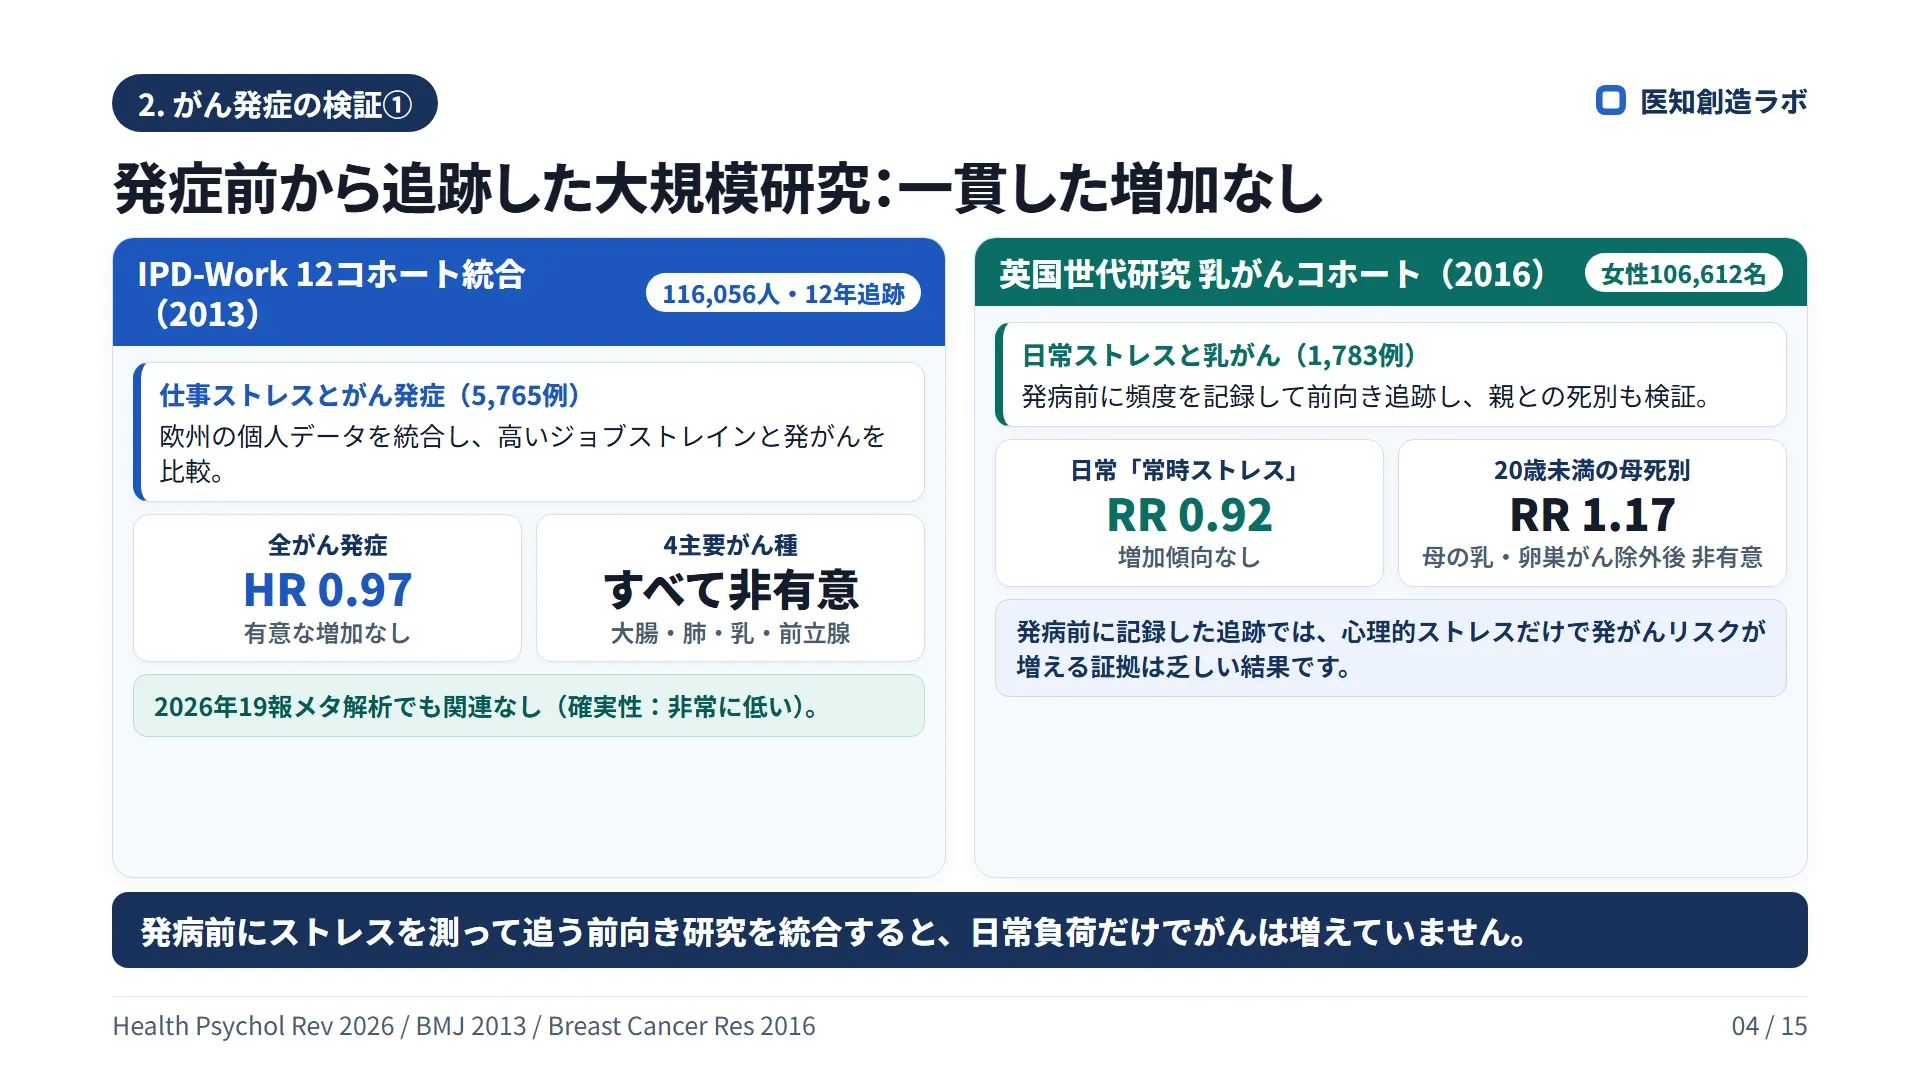 2. がん発症の検証①
医知創造ラボ
発症前から追跡した大規模研究：一貫した増加なし
IPD-Work 12コホート統合
（2013）
116,056人・12年追跡
仕事ストレスとがん発症（5,765例）
欧州の個人データを統合し、高いジョブストレインと発がんを
比較。
全がん発症
HR 0.97
有意な増加なし
4主要がん種
すべて非有意
大腸・肺・乳・前立腺
2026年19報メタ解析でも関連なし（確実性：非常に低い）。
英国世代研究 乳がんコホート（2016）
女性106,612名
日常ストレスと乳がん（1,783例）
発病前に頻度を記録して前向き追跡し、親との死別も検証。
日常「常時ストレス」
RR 0.92
増加傾向なし
20歳未満の母死別
RR 1.17
母の乳・卵巣がん除外後 非有意
発病前に記録した追跡では、心理的ストレスだけで発がんリスクが
増える証拠は乏しい結果です。
発病前にストレスを測って追う前向き研究を統合すると、日常負荷だけでがんは増えていません。
Health Psychol Rev 2026 / BMJ 2013 / Breast Cancer Res 2016
04 / 15